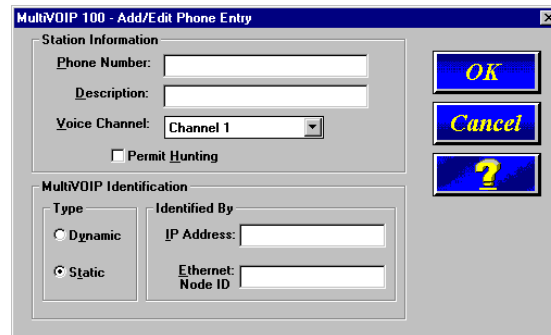 MultiVOIP 100 - Add/Edit Phone Entry
Station Information
Phone Number:
Description:
Voice Channel:
Channel 1
Permit Hunting
OK
Cancel
?
MultiVOIP Identification
Type
Dynamic
Static
Identified By
IP Address:
Ethernet:
Node ID